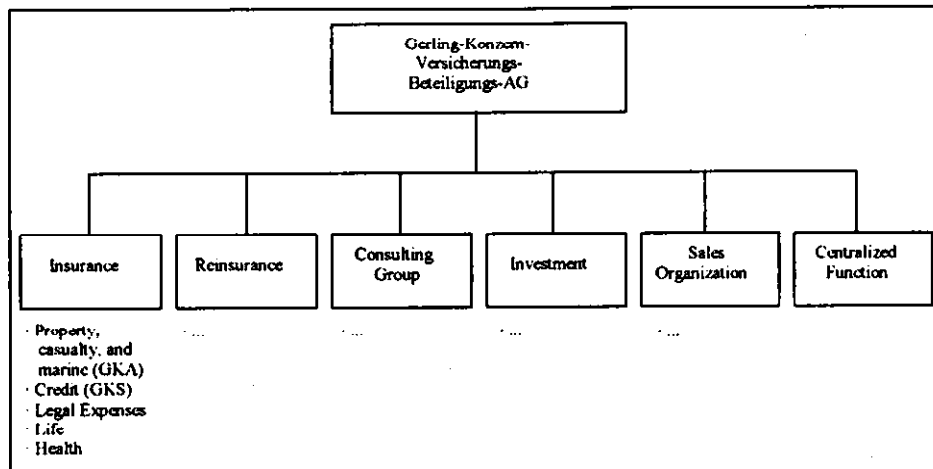 Gerling-Konzern-
Versicherungs-
Beteiligungs-AG
Insurance
Reinsurance
Consulting
Group
Investment
Sales
Organization
Centralized
Function
· Property,
casualty, and
marine (GKA)
· Credit (GKS)
· Legal Expenses
· Life
· Health
· ...
· ...
· ...
· ...